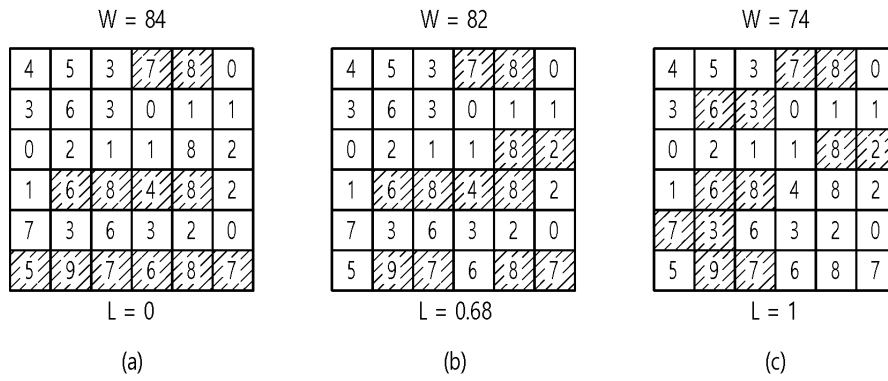 W = 84 W = 82 W = 74
4 5 3 7 8 0 4 5 3 7 8 0 4 5 3 7 8 0
3 6 3 0 1 1 3 6 3 0 1 1 3 6 3 0 1 1
0 2 1 1 8 2 0 2 1 1 8 2 0 2 1 1 8 2
1 6 8 4 8 2 1 6 8 4 8 2 1 6 8 4 8 2
7 3 6 3 2 0 7 3 6 3 2 0 7 3 6 3 2 0
5 9 7 6 8 7 5 9 7 6 8 7 5 9 7 6 8 7
L = 0 L = 0.68 L = 1
(a) (b) (c)